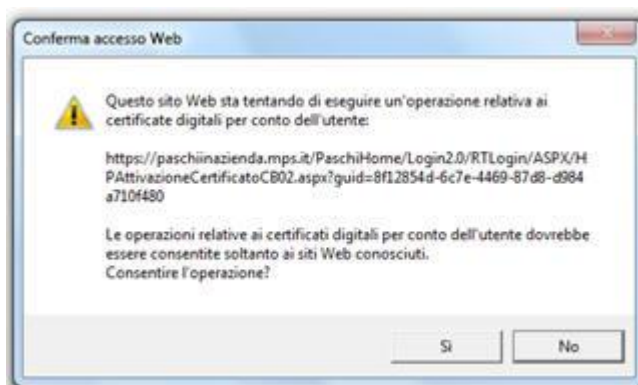 Conferma accesso Web
Questo sito Web sta tentando di eseguire un'operazione relativa ai
certificate digitali per conto dell'utente:
https://paschiinazienda.mps.it/PaschiHome/Login2.0/RTLogin/ASPX/H
PAttivazioneCertificatoCB02.aspx?guid=8f12854d-6c7e-4469-87d8-d984
a710f480
Le operazioni relative ai certificati digitali per conto dell'utente dovrebbe
essere consentite soltanto ai siti Web conosciuti.
Consentire l'operazione?
Sì
No